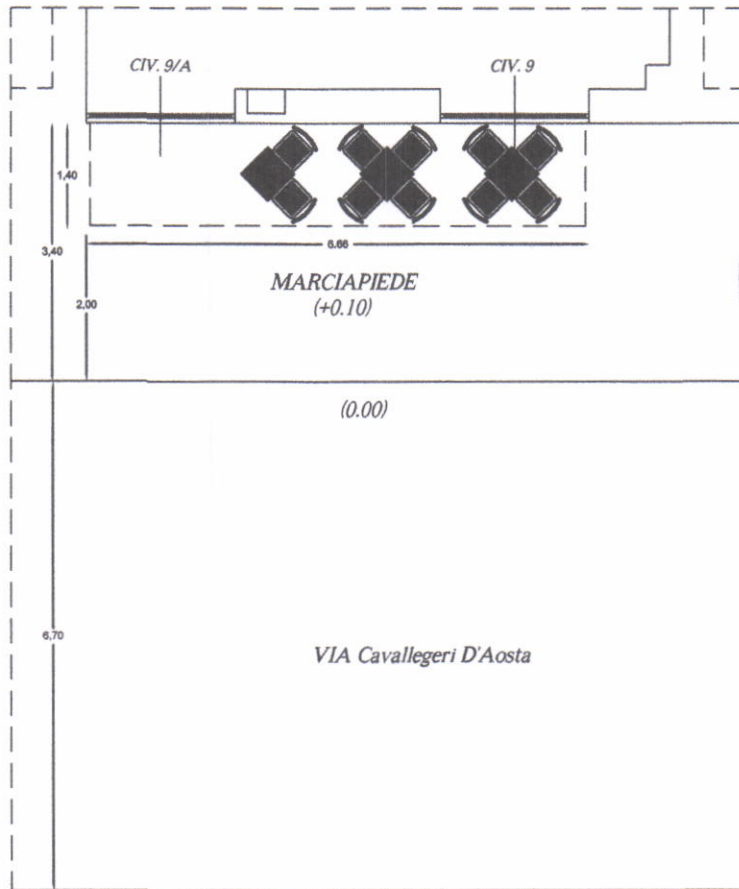 CIV. 9/A
CIV. 9
1,40
3,40
6.66
2,00
MARCIAPIEDE
(+0.10)
(0.00)
6,70
VIA Cavallegeri D'Aosta